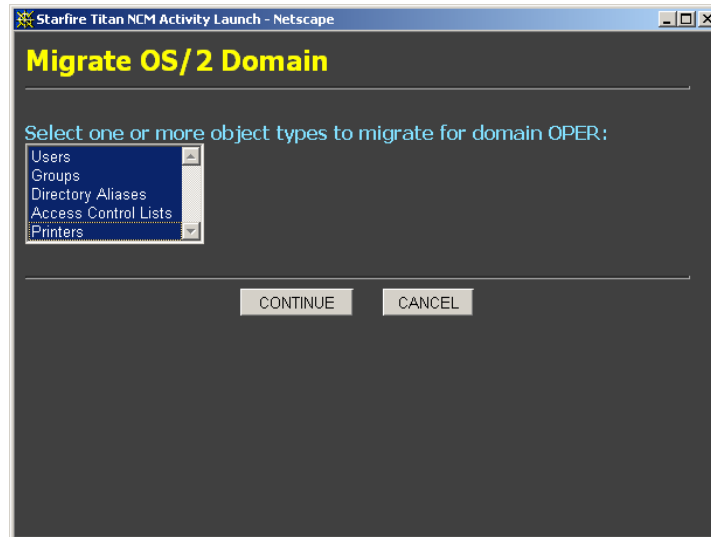 Starfire Titan NCM Activity Launch - Netscape
Migrate OS/2 Domain
Select one or more object types to migrate for domain OPER:
Users
Groups
Directory Aliases
Access Control Lists
Printers
CONTINUE CANCEL